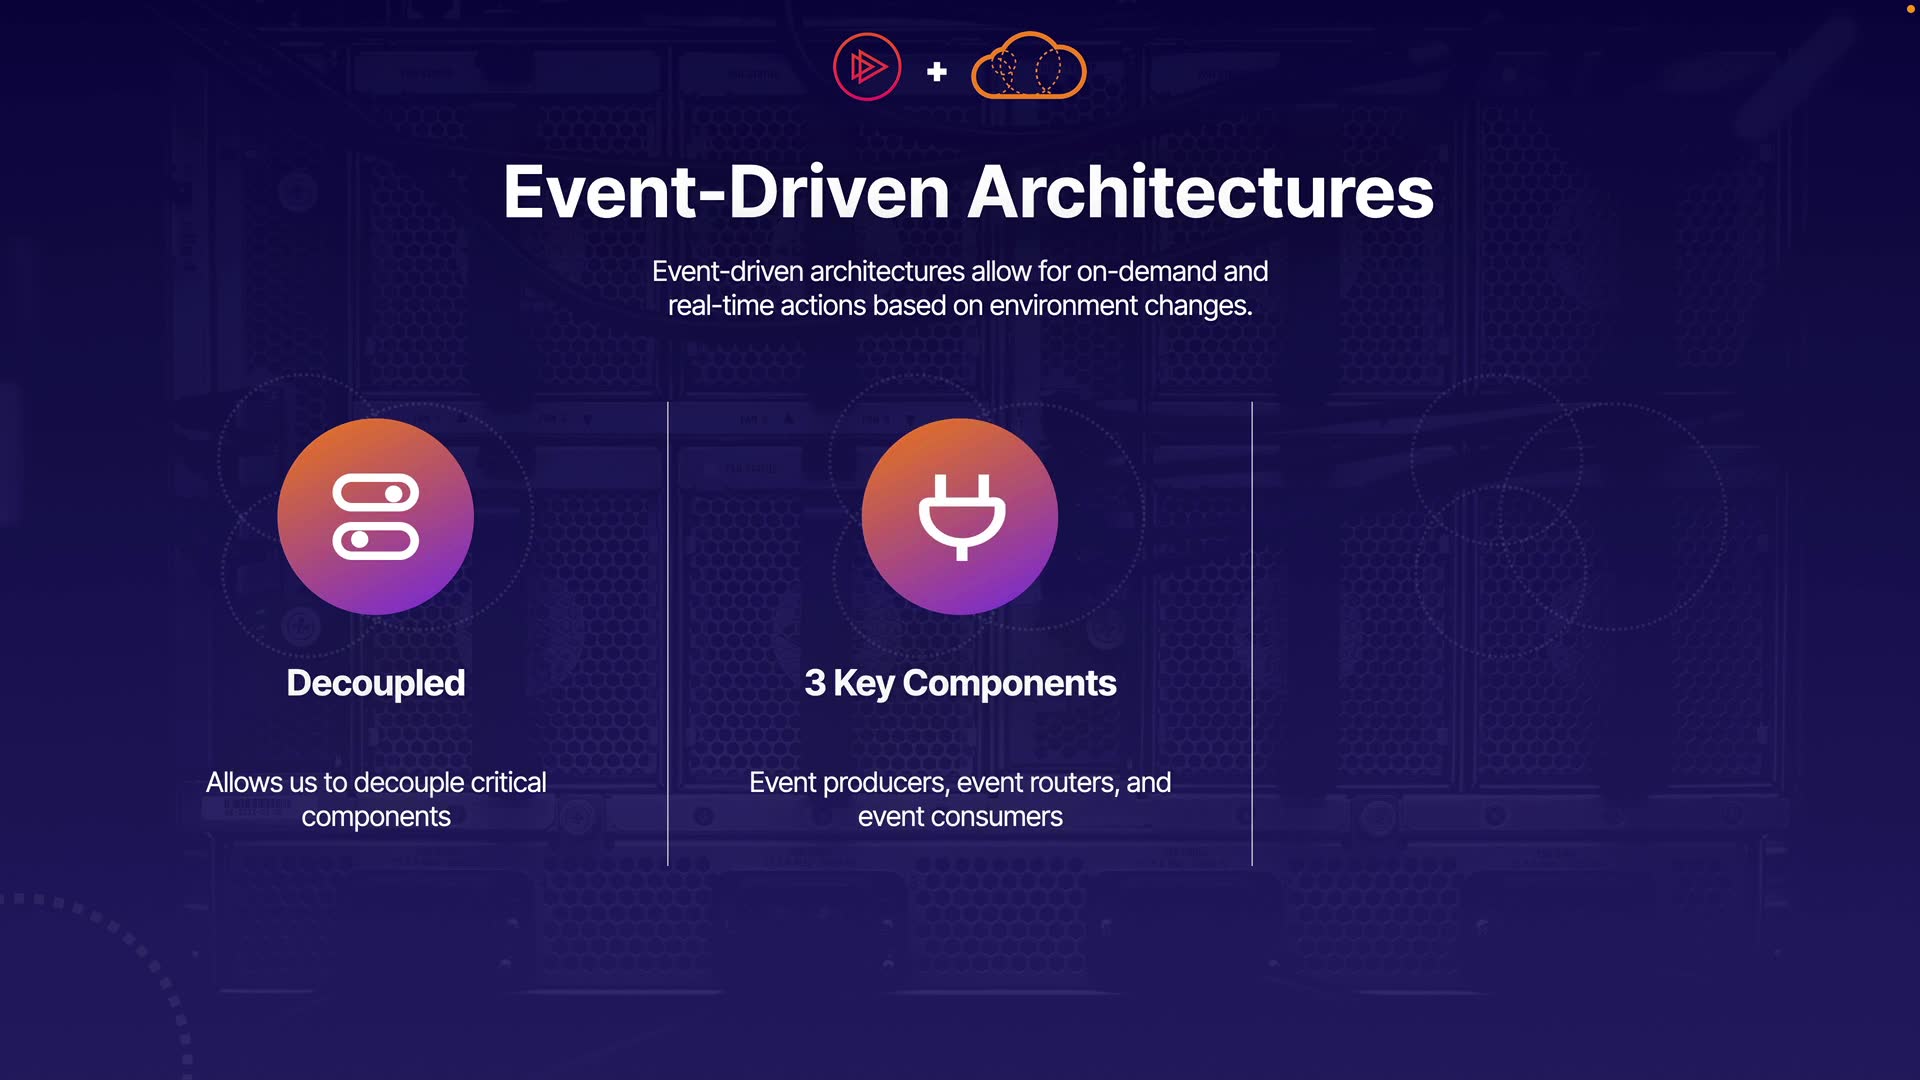 Event-Driven Architectures
Event-driven architectures allow for on-demand and
real-time actions based on environment changes.
Decoupled
Allows us to decouple critical
components
3 Key Components
Event producers, event routers, and
event consumers